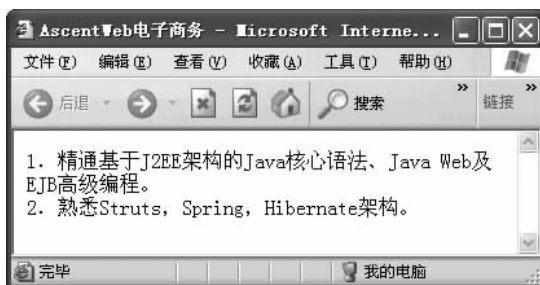 AscentWeb电子商务 - Microsoft Interne...
文件(F) 编辑(E) 查看(V) 收藏(A) 工具(T) 帮助(H)
后退 搜索 » 链接 »
1. 精通基于J2EE架构的Java核心语法、Java Web及
EJB高级编程。
2. 熟悉Struts, Spring, Hibernate架构。
完毕 我的电脑